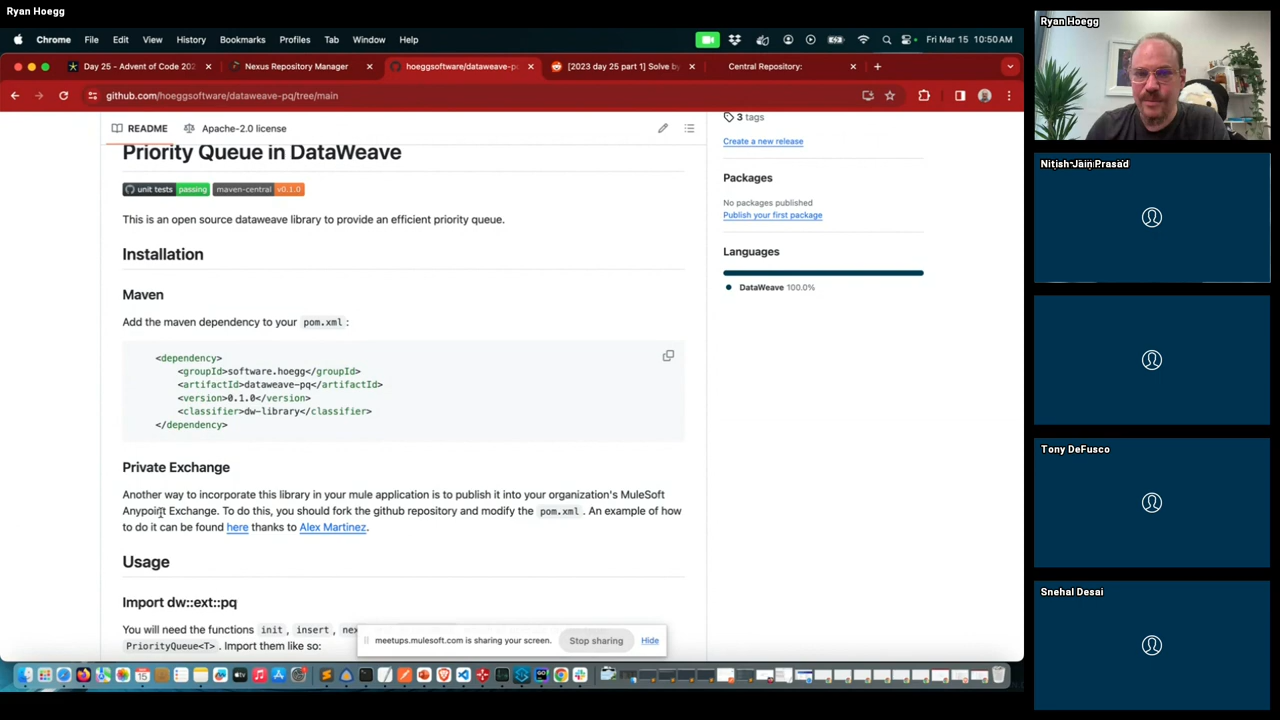 Ryan Hoegg
Chrome File Edit View History Bookmarks Profiles Tab Window Help
Fri Mar 15 10:50 AM
Day 25 - Advent of Code 202
Nexus Repository Manager
hoeggsoftware/dataweave-pq
[2023 day 25 part 1] Solve by
Central Repository:
github.com/hoeggsoftware/dataweave-pq/tree/main
README
Apache-2.0 license
Priority Queue in DataWeave
unit tests passing maven-central v0.1.0
This is an open source dataweave library to provide an efficient priority queue.
Installation
Maven
Add the maven dependency to your pom.xml :
<dependency>
<groupId>software.hoegg</groupId>
<artifactId>dataweave-pq</artifactId>
<version>0.1.0</version>
<classifier>dw-library</classifier>
</dependency>
Private Exchange
Another way to incorporate this library in your mule application is to publish it into your organization's MuleSoft
Anypoint Exchange. To do this, you should fork the github repository and modify the pom.xml . An example of how
to do it can be found here thanks to Alex Martinez.
Usage
Import dw::ext::pq
You will need the functions init , insert , nex
PriorityQueue<T> . Import them like so:
3 tags
Create a new release
Packages
No packages published
Publish your first package
Languages
DataWeave 100.0%
meetups.mulesoft.com is sharing your screen.
Stop sharing
Hide
Ryan Hoegg
Tony DeFusco
Snehal Desai